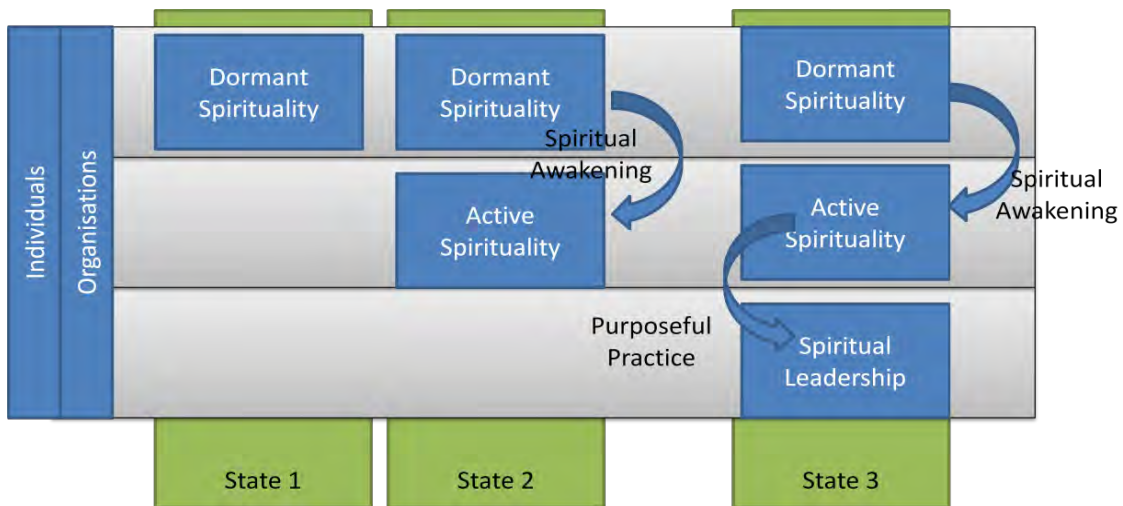 Individuals
Organisations
Dormant
Spirituality
Dormant
Spirituality
Spiritual
Awakening
Active
Spirituality
Dormant
Spirituality
Spiritual
Awakening
Active
Spirituality
Purposeful
Practice
Spiritual
Leadership
State 1
State 2
State 3